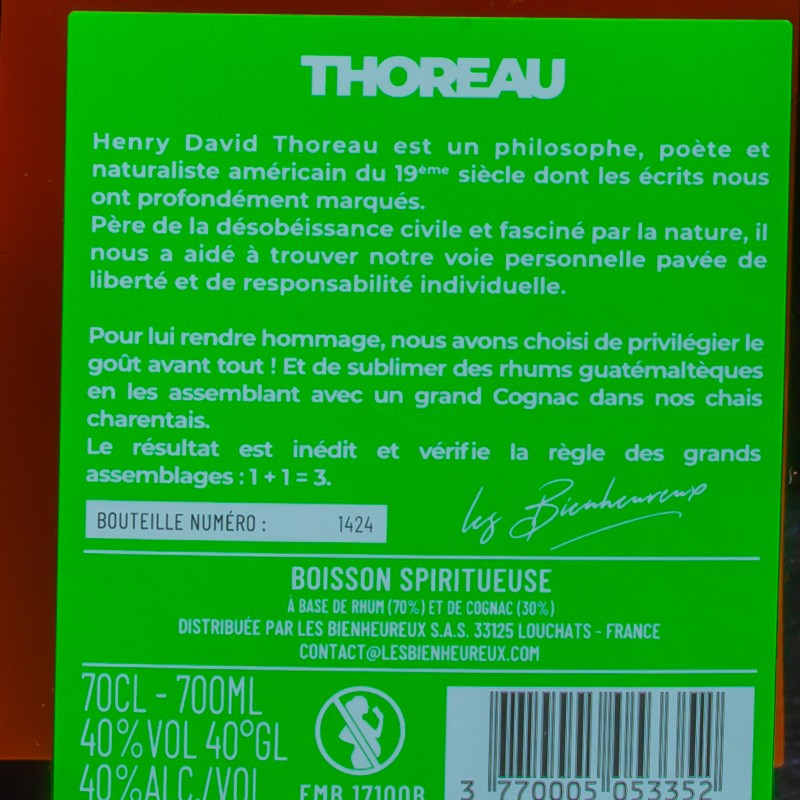 THOREAU
Henry David Thoreau est un philosophe, poète et
naturaliste américain du 19ème siècle dont les écrits nous
ont profondément marqués.
Père de la désobéissance civile et fasciné par la nature, il
nous a aidé à trouver notre voie personnelle pavée de
liberté et de responsabilité individuelle.
Pour lui rendre hommage, nous avons choisi de privilégier le
goût avant tout ! Et de sublimer des rhums guatémaltèques
en les assemblant avec un grand Cognac dans nos chais
charentais.
Le résultat est inédit et vérifie la règle des grands
assemblages : 1 + 1 = 3.
les Bienheureux
BOUTEILLE NUMÉRO : 1424
BOISSON SPIRITUEUSE
À BASE DE RHUM (70%) ET DE COGNAC (30%)
DISTRIBUÉE PAR LES BIENHEUREUX S.A.S. 33125 LOUCHATS - FRANCE
CONTACT@LESBIENHEUREUX.COM
70CL - 700ML
40%VOL 40°GL
40%ALC./VOL
EMB 17100B
3 770005 053352